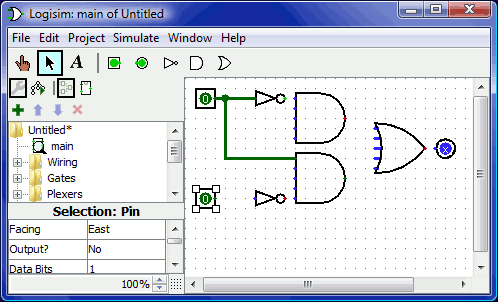 Logisim: main of Untitled
File Edit Project Simulate Window Help
A
0
Untitled*
main
Wiring
Gates
Plexers
0
x
Selection: Pin
Facing East
Output? No
Data Bits 1
100%